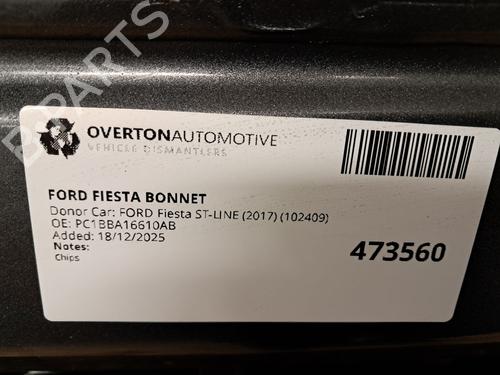 B-PARTS
OVERTONAUTOMOTIVE
VEHICLE DISMANTLERS
FORD FIESTA BONNET
Donor Car: FORD Fiesta ST-LINE (2017) (102409)
OE: PC1BBA16610AB
Added: 18/12/2025
Notes:
Chips
473560